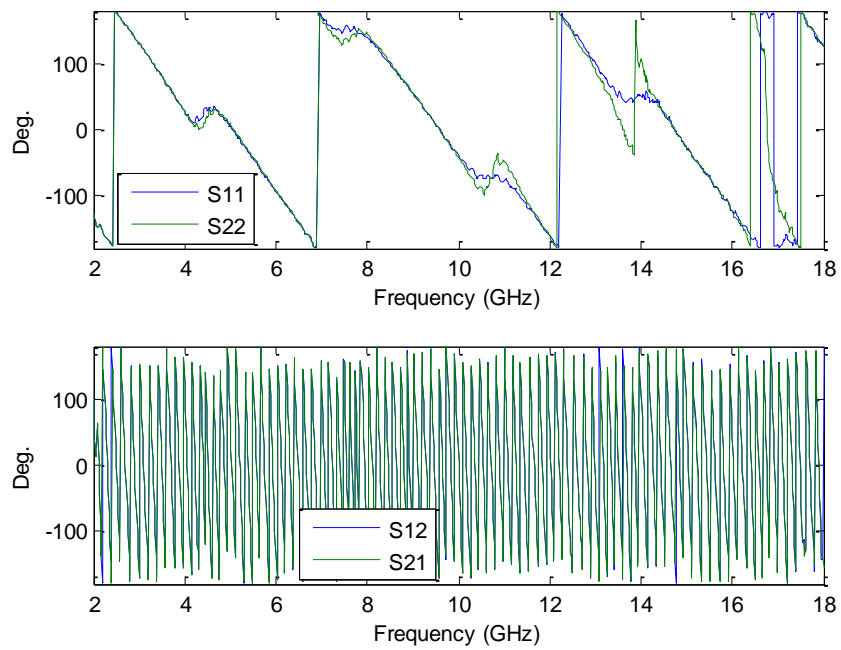 100
0
-100
Deg.
S11
S22
2 4 6 8 10 12 14 16 18
Frequency (GHz)
100
0
-100
Deg.
S12
S21
2 4 6 8 10 12 14 16 18
Frequency (GHz)